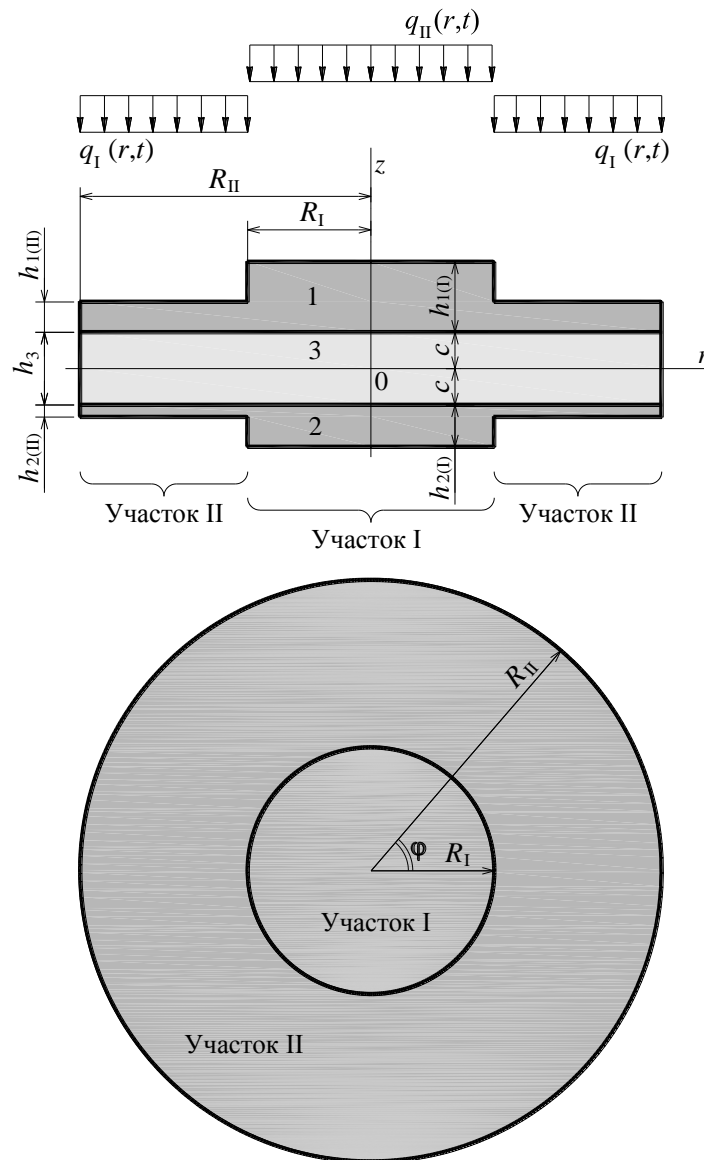 q_II(r,t)
q_I (r,t)
q_I (r,t)
z
R_II
R_I
h_1(II)
1
h_1(I)
h_3
3
c
r
0
c
2
h_2(II)
h_2(I)
Участок II
Участок I
Участок II
R_II
φ
R_I
Участок I
Участок II